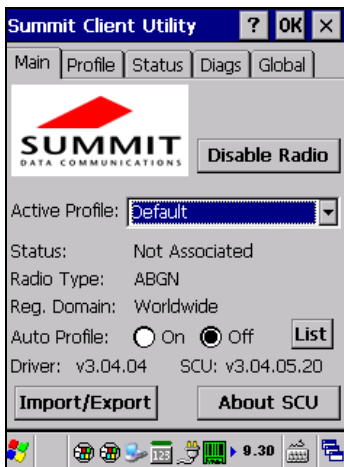 Summit Client Utility ? OK ×
Main Profile Status Diags Global
SUMMIT
DATA COMMUNICATIONS
Disable Radio
Active Profile: Default
Status: Not Associated
Radio Type: ABGN
Reg. Domain: Worldwide
Auto Profile: On Off List
Driver: v3.04.04 SCU: v3.04.05.20
Import/Export About SCU
123 9.30